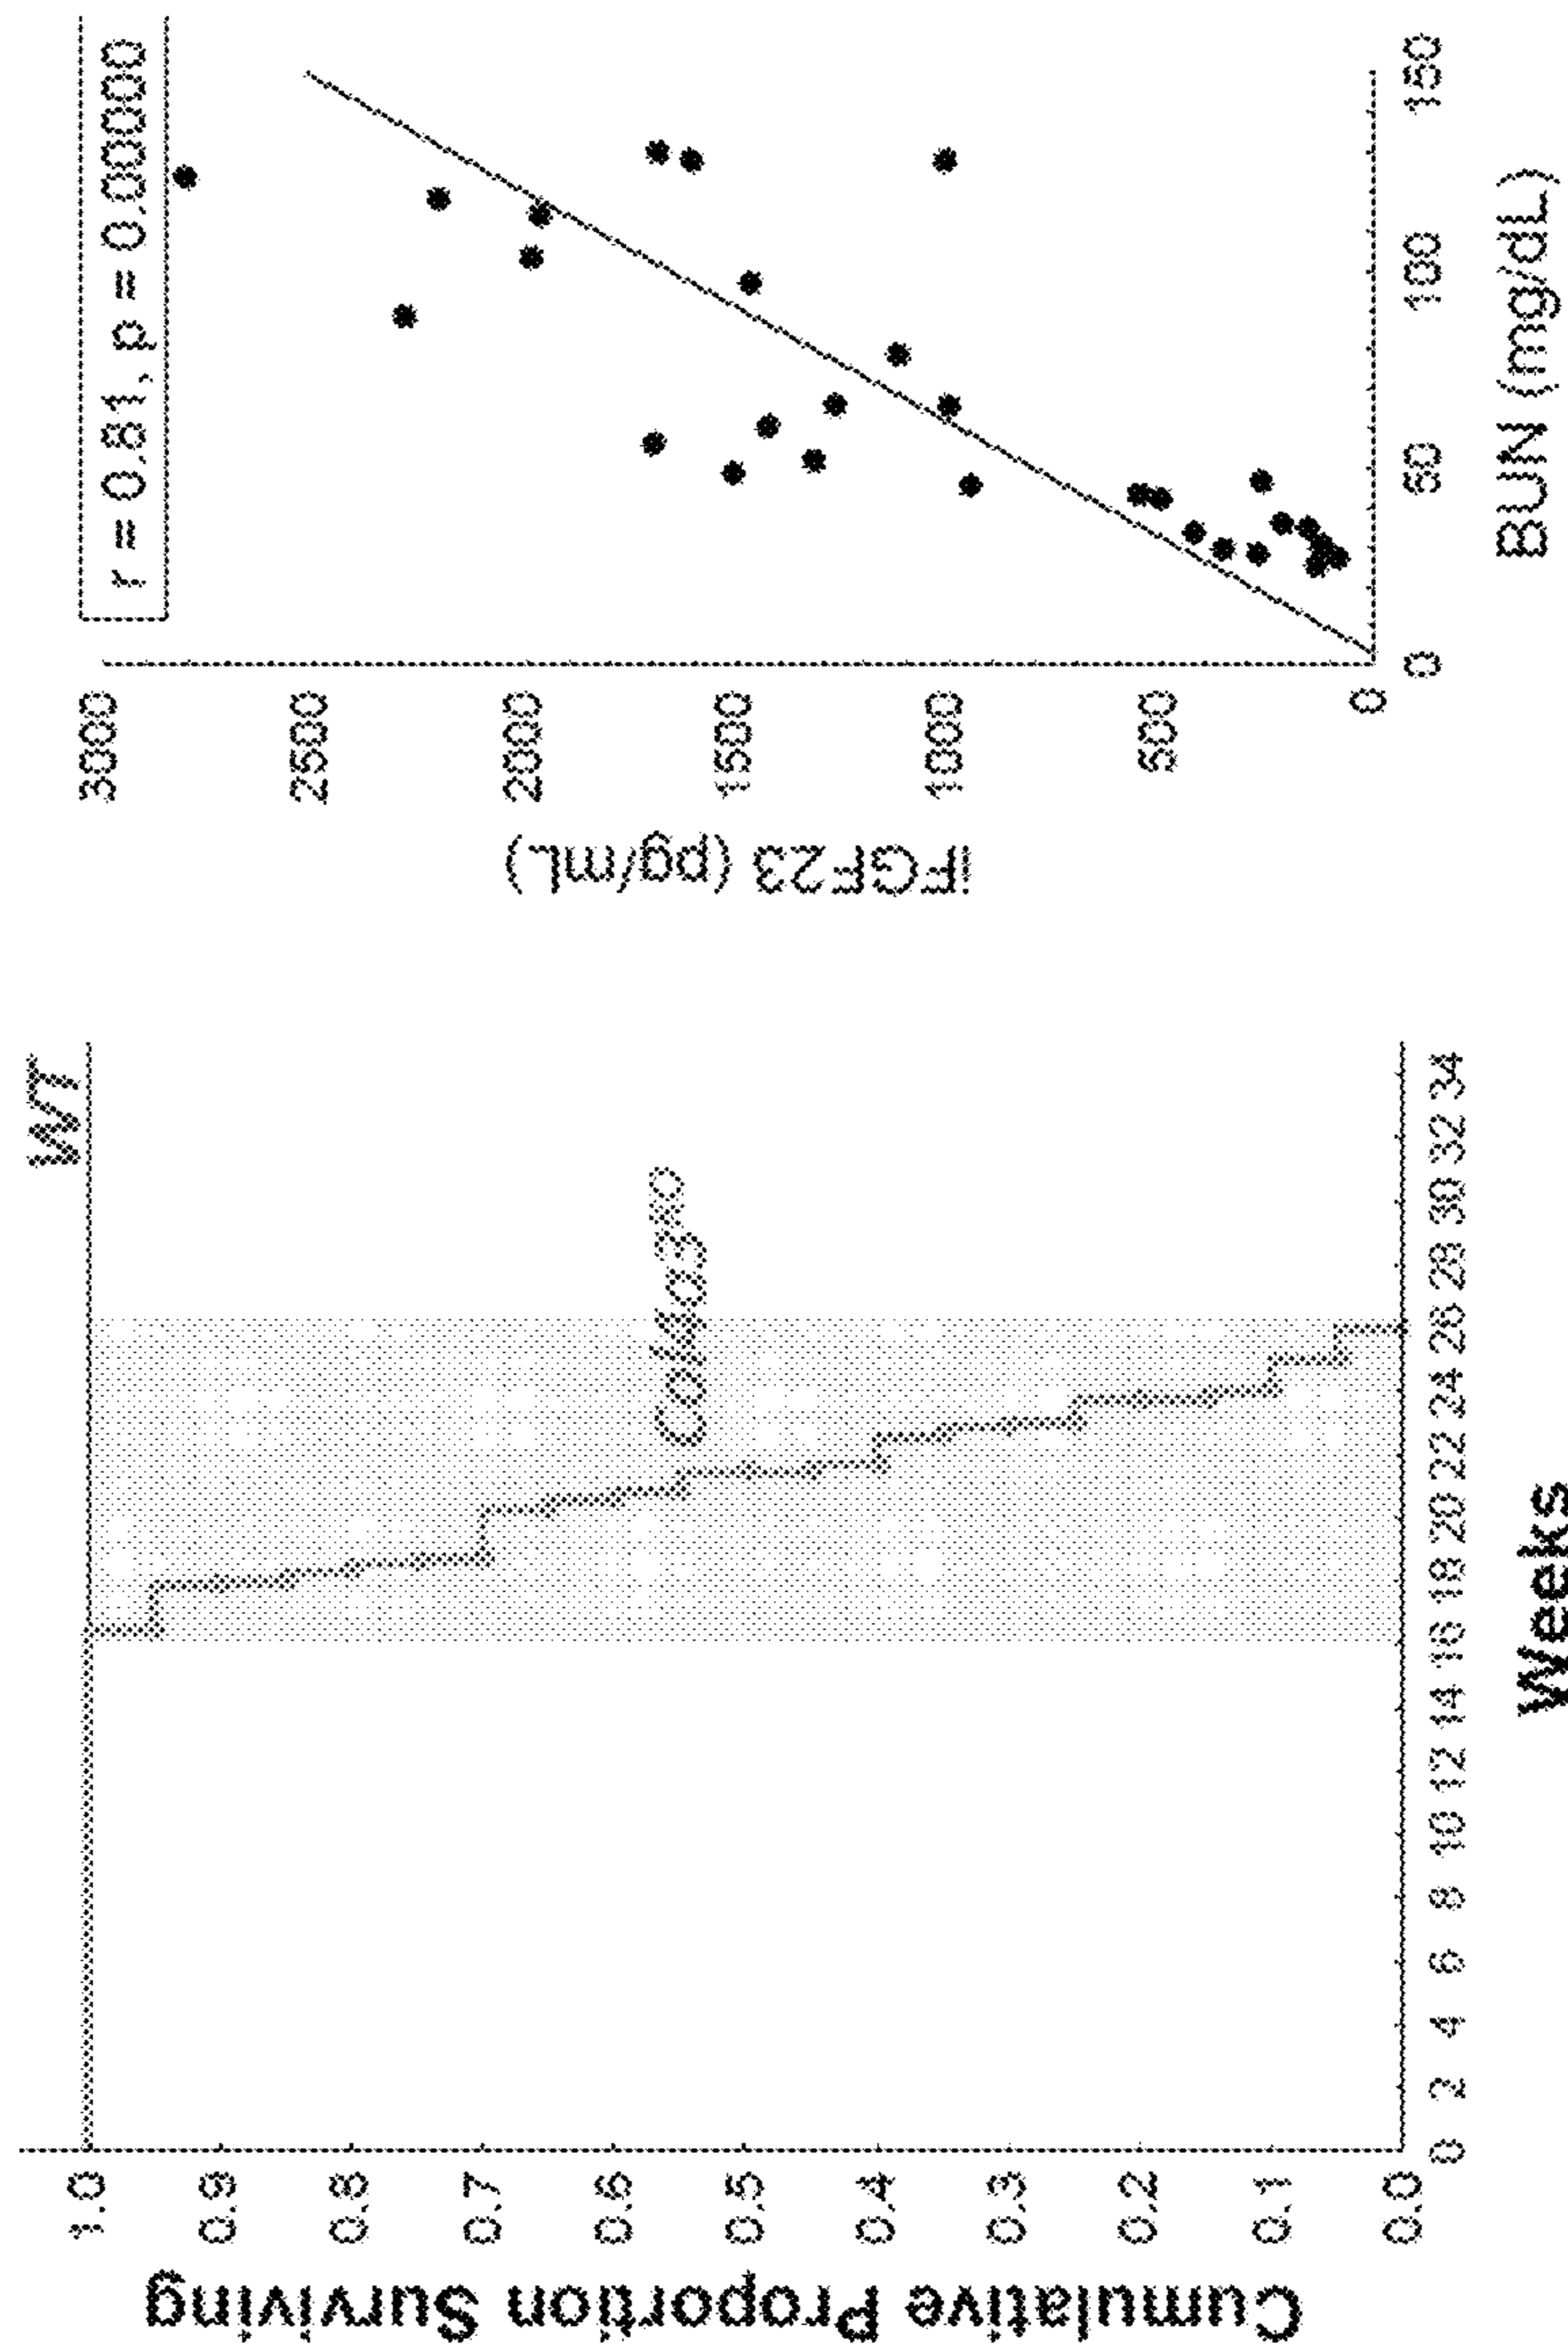 Cumulative Proportion Surviving
1.0
0.9
0.8
0.7
0.6
0.5
0.4
0.3
0.2
0.1
0.0
0 2 4 6 8 10 12 14 16 18 20 22 24 26 28 30 32 34
Weeks
WT
Col4a3ᴷᴼ
iFGF23 (pg/mL)
3000
2500
2000
1500
1000
500
0
0 50 100 150
BUN (mg/dL)
r = 0.81, p = 0.00000